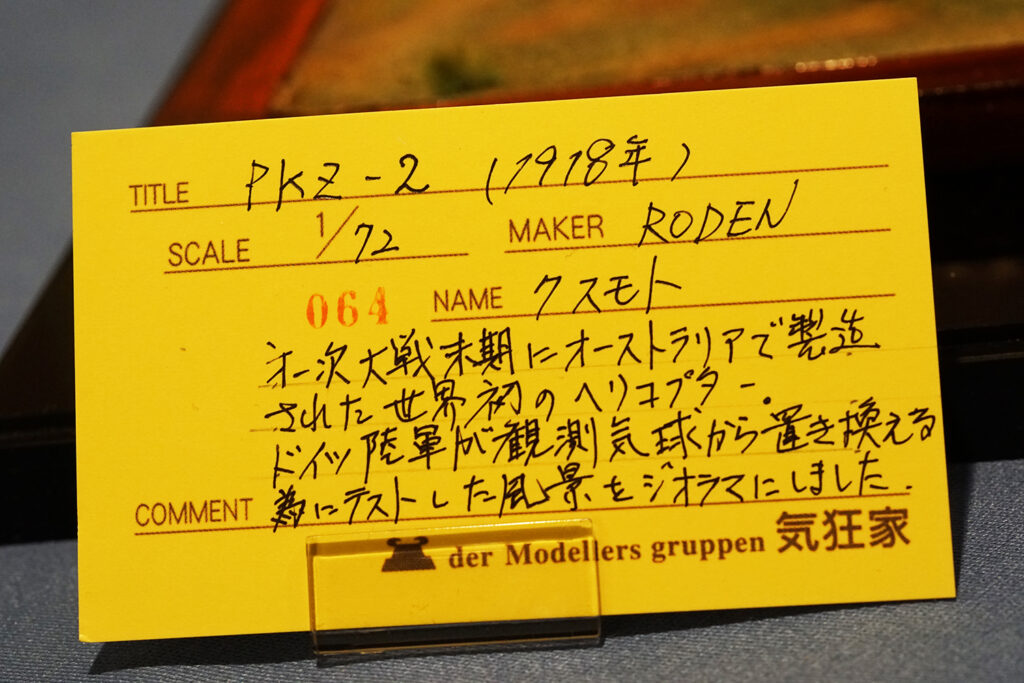 TITLE PKZ-2 (1918年)
SCALE 1/72 MAKER RODEN
064 NAME クスモト
才一次大戦末期にオーストラリアで製造
された世界初のヘリコプター。
ドイツ陸軍が観測気球から置き換える
COMMENT 為にテストした風景をジオラマにしました.
der Modellers gruppen 気狂家